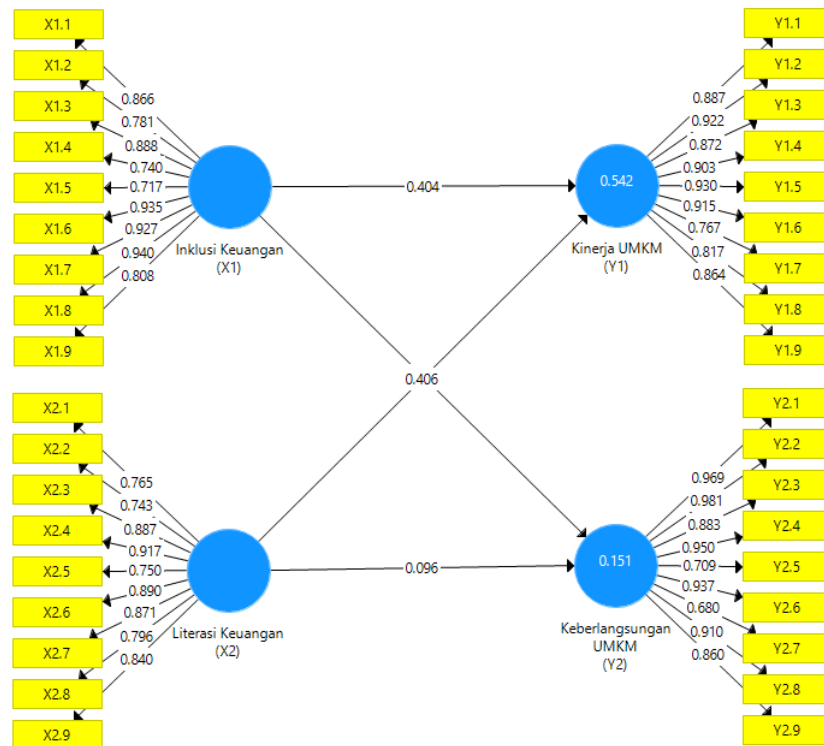 X1.1
X1.2
X1.3
X1.4
X1.5
X1.6
X1.7
X1.8
X1.9
0.866
0.781
0.888
0.740
0.717
0.935
0.927
0.940
0.808
Inklusi Keuangan
(X1)
0.404
0.542
Kinerja UMKM
(Y1)
0.887
0.922
0.872
0.903
0.930
0.915
0.767
0.817
0.864
Y1.1
Y1.2
Y1.3
Y1.4
Y1.5
Y1.6
Y1.7
Y1.8
Y1.9
0.406
X2.1
X2.2
X2.3
X2.4
X2.5
X2.6
X2.7
X2.8
X2.9
0.765
0.743
0.887
0.917
0.750
0.890
0.871
0.796
0.840
Literasi Keuangan
(X2)
0.096
0.151
Keberlangsungan
UMKM
(Y2)
0.969
0.981
0.883
0.950
0.709
0.937
0.680
0.910
0.860
Y2.1
Y2.2
Y2.3
Y2.4
Y2.5
Y2.6
Y2.7
Y2.8
Y2.9